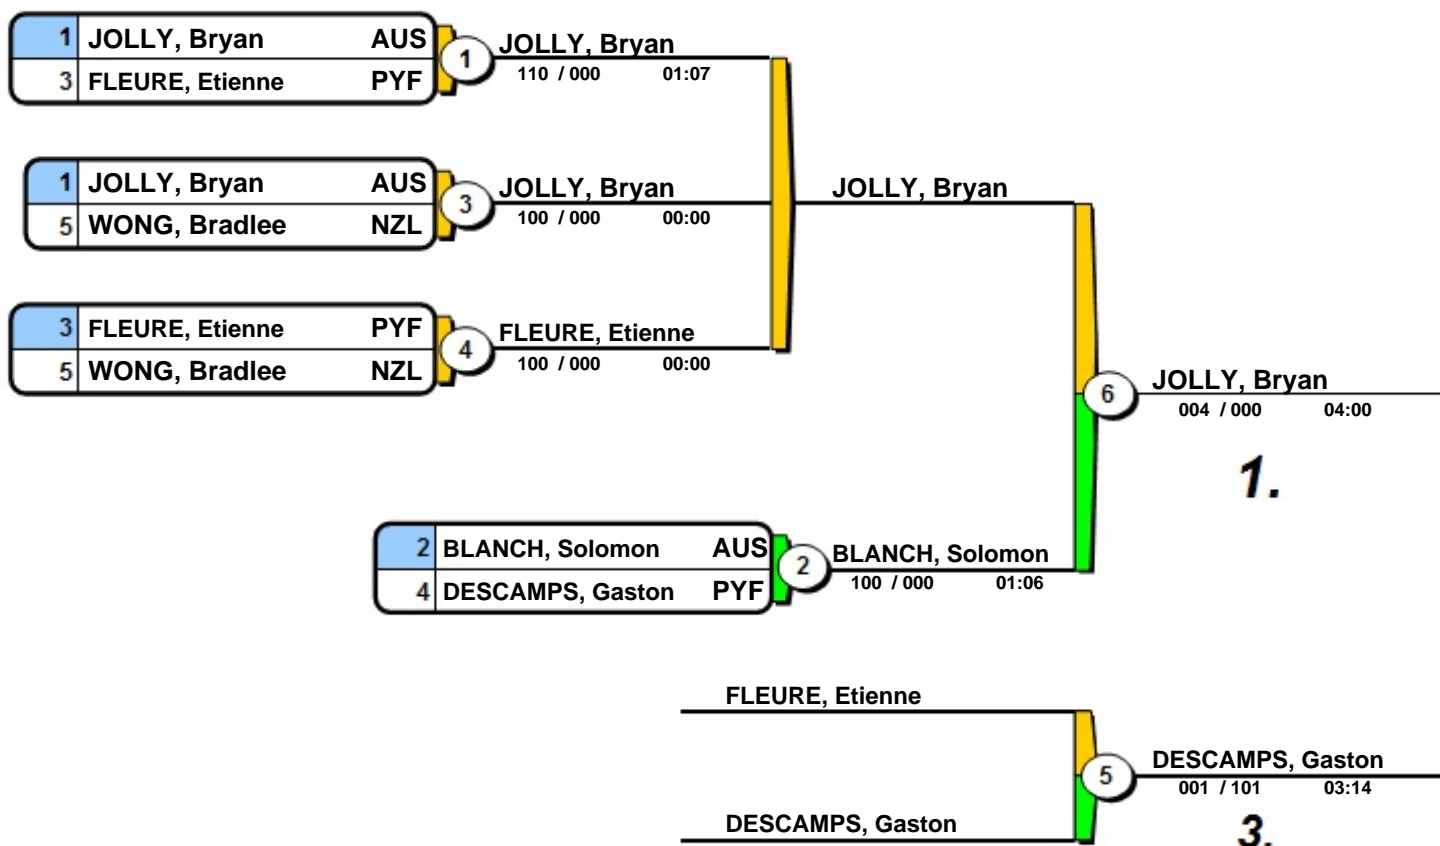 1 JOLLY, Bryan AUS
3 FLEURE, Etienne PYF
1
JOLLY, Bryan
110 / 000 01:07
1 JOLLY, Bryan AUS
5 WONG, Bradlee NZL
3
JOLLY, Bryan
100 / 000 00:00
JOLLY, Bryan
3 FLEURE, Etienne PYF
5 WONG, Bradlee NZL
4
FLEURE, Etienne
100 / 000 00:00
6
JOLLY, Bryan
004 / 000 04:00
1.
2 BLANCH, Solomon AUS
4 DESCAMPS, Gaston PYF
2
BLANCH, Solomon
100 / 000 01:06
FLEURE, Etienne
5
DESCAMPS, Gaston
001 / 101 03:14
DESCAMPS, Gaston
3.